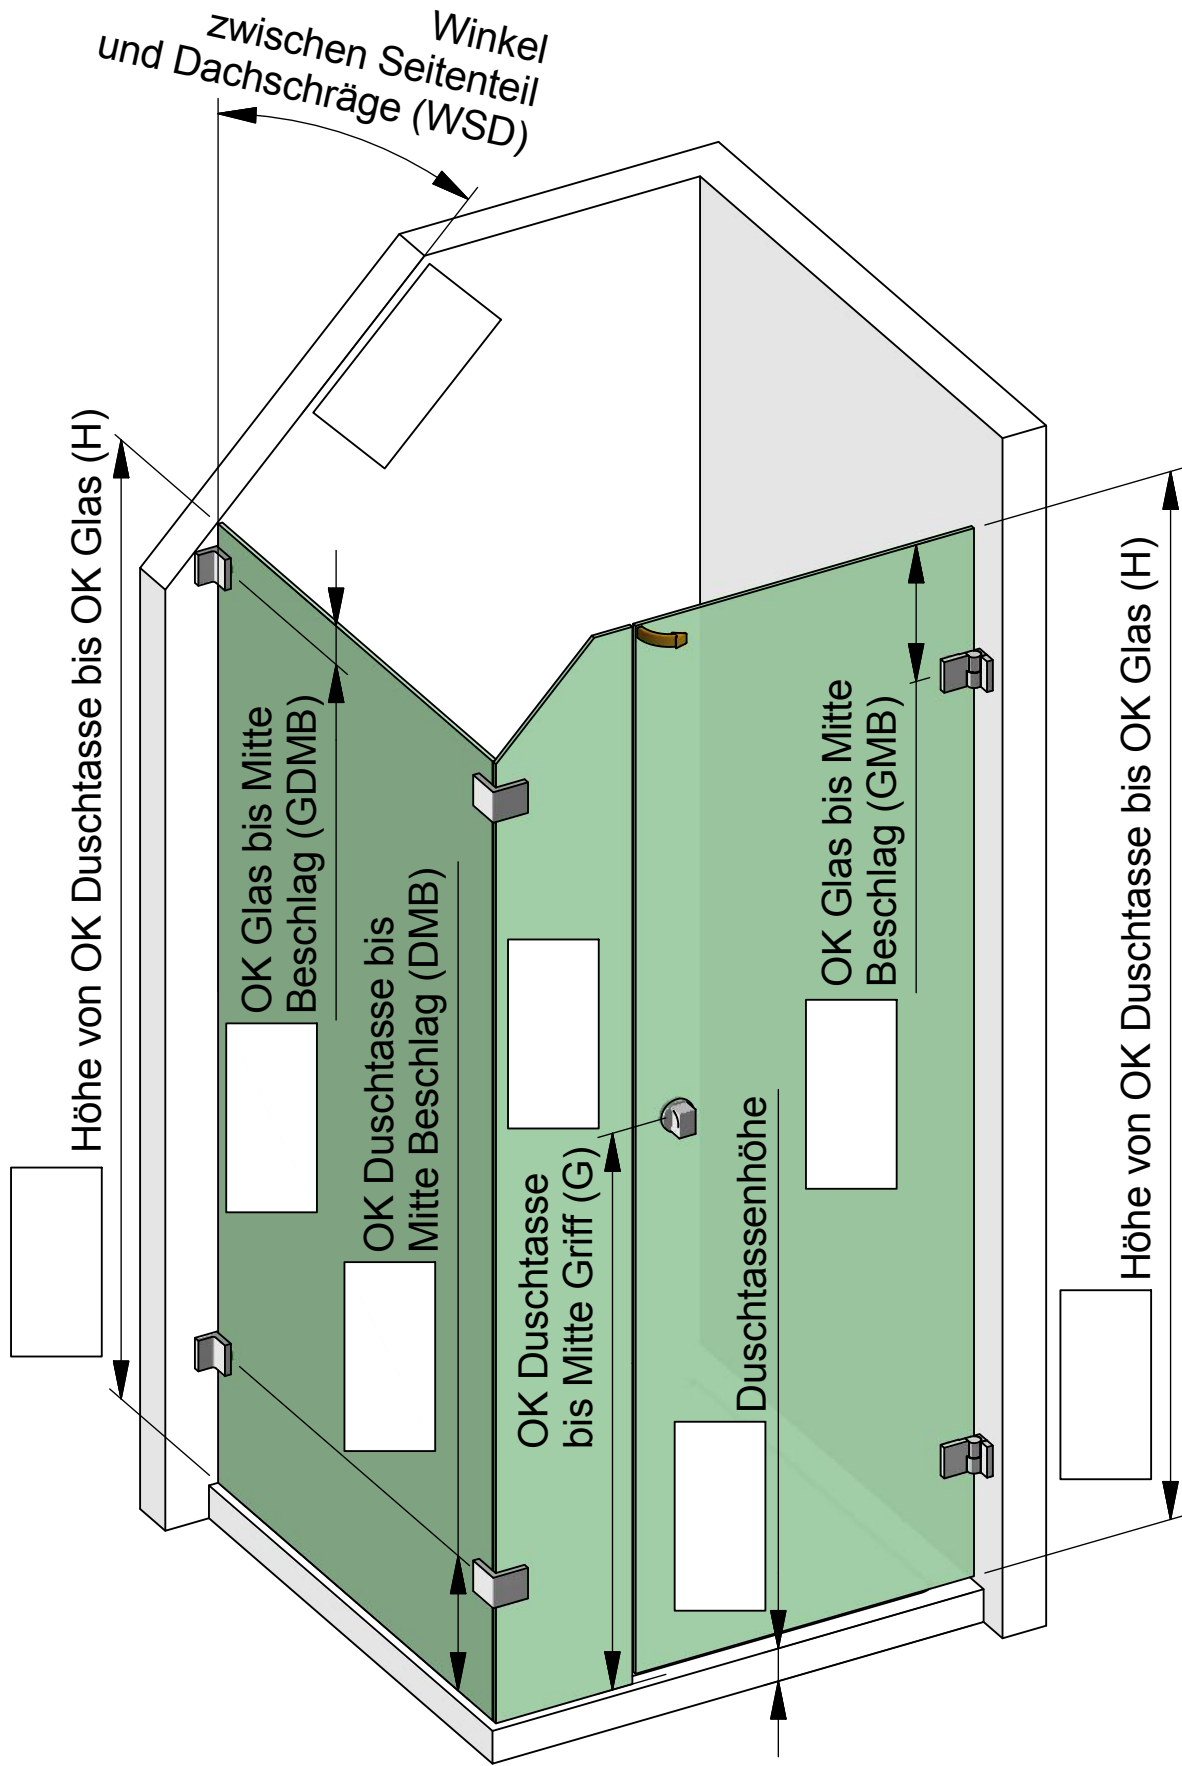 Winkel
zwischen Seitenteil
und Dachschräge (WSD)
Höhe von OK Duschtasse bis OK Glas (H)
OK Glas bis Mitte
Beschlag (GDMB)
OK Duschtasse bis
Mitte Beschlag (DMB)
OK Duschtasse
bis Mitte Griff (G)
Duschtassenhöhe
OK Glas bis Mitte
Beschlag (GMB)
Höhe von OK Duschtasse bis OK Glas (H)